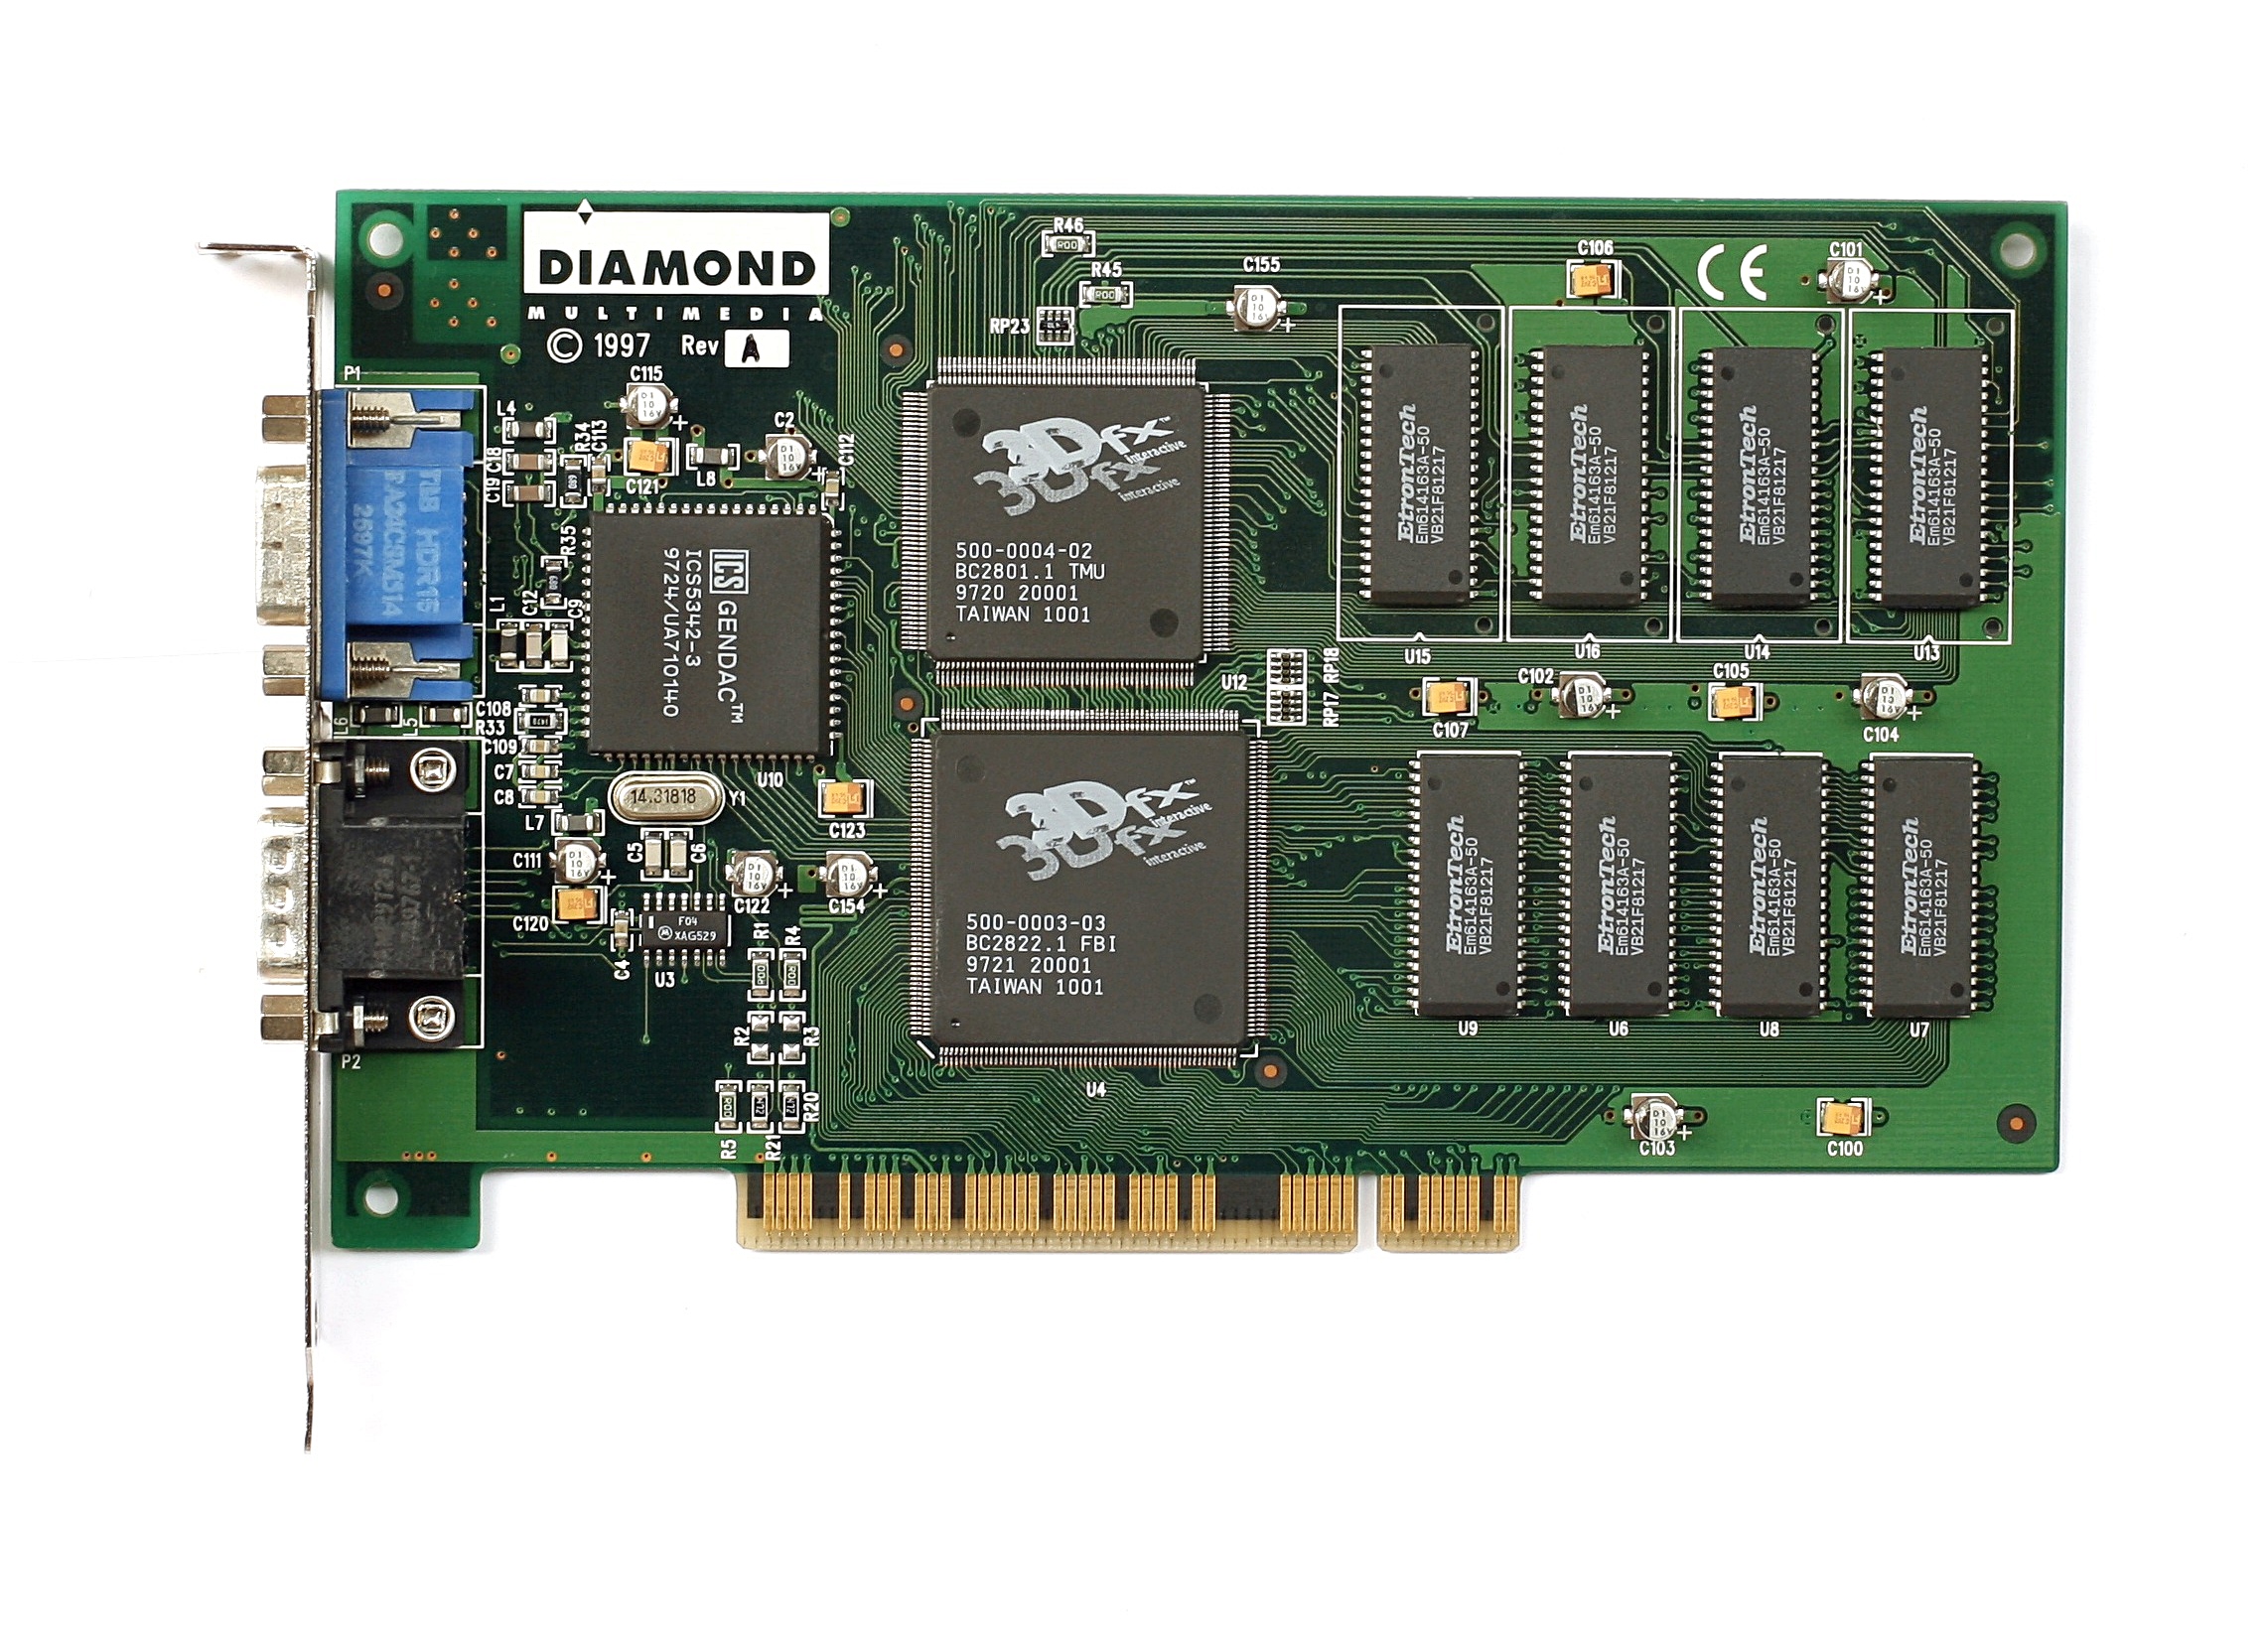 DIAMOND
MULTIMEDIA
© 1997 Rev A
R46
R45
RP23
C155
C106
CE
C101
P1
C115
L4
C18
C19
R34
C113
C121
L8
C2
C112
R35
L1
C12
C9
ICS GENDAC™
ICS5342-3
9724/UA710140
U10
TUB HDR15
2697K
L6
L5
C108
R33
C109
C7
C8
L7
14.31818
Y1
C123
C111
C120
C5
C6
C122
C154
C4
F04
XAG529
U3
R1
R4
R2
R3
R5
R21
R20
P2
3Dfx™
interactive
500-0004-02
BC2801.1 TMU
9720 20001
TAIWAN 1001
U12
RP17 RP18
3Dfx™
interactive
500-0003-03
BC2822.1 FBI
9721 20001
TAIWAN 1001
U4
EtronTech
Em614163A-50
VB21F81217
U15
EtronTech
Em614163A-50
VB21F81217
U16
EtronTech
Em614163A-50
VB21F81217
U14
EtronTech
Em614163A-50
VB21F81217
U13
C107
C102
C105
C104
EtronTech
Em614163A-50
VB21F81217
U9
EtronTech
Em614163A-50
VB21F81217
U6
EtronTech
Em614163A-50
VB21F81217
U8
EtronTech
Em614163A-50
VB21F81217
U7
C103
C100